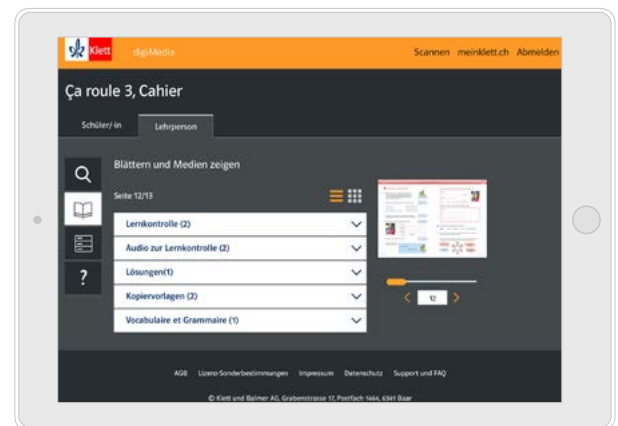 Klett digiMedia Scannen meinklett.ch Abmelden
Ça roule 3, Cahier
Schüler/-in Lehrperson
Blättern und Medien zeigen
Seite 12/13
Lernkontrolle (2)
Audio zur Lernkontrolle (2)
Lösungen(1)
Kopiervorlagen (2)
Vocabulaire et Grammaire (1)
?
12
AGB Lizenz-Sonderbestimmungen Impressum Datenschutz Support und FAQ
© Klett und Balmer AG, Grabenstrasse 17, Postfach 1464, 6341 Baar